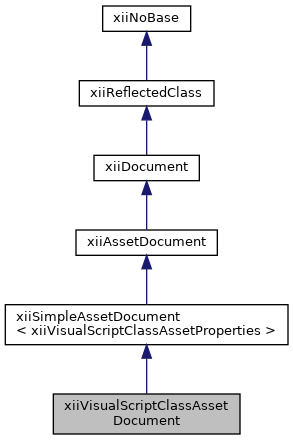 xiiNoBase
xiiReflectedClass
xiiDocument
xiiAssetDocument
xiiSimpleAssetDocument
< xiiVisualScriptClassAssetProperties >
xiiVisualScriptClassAsset
Document